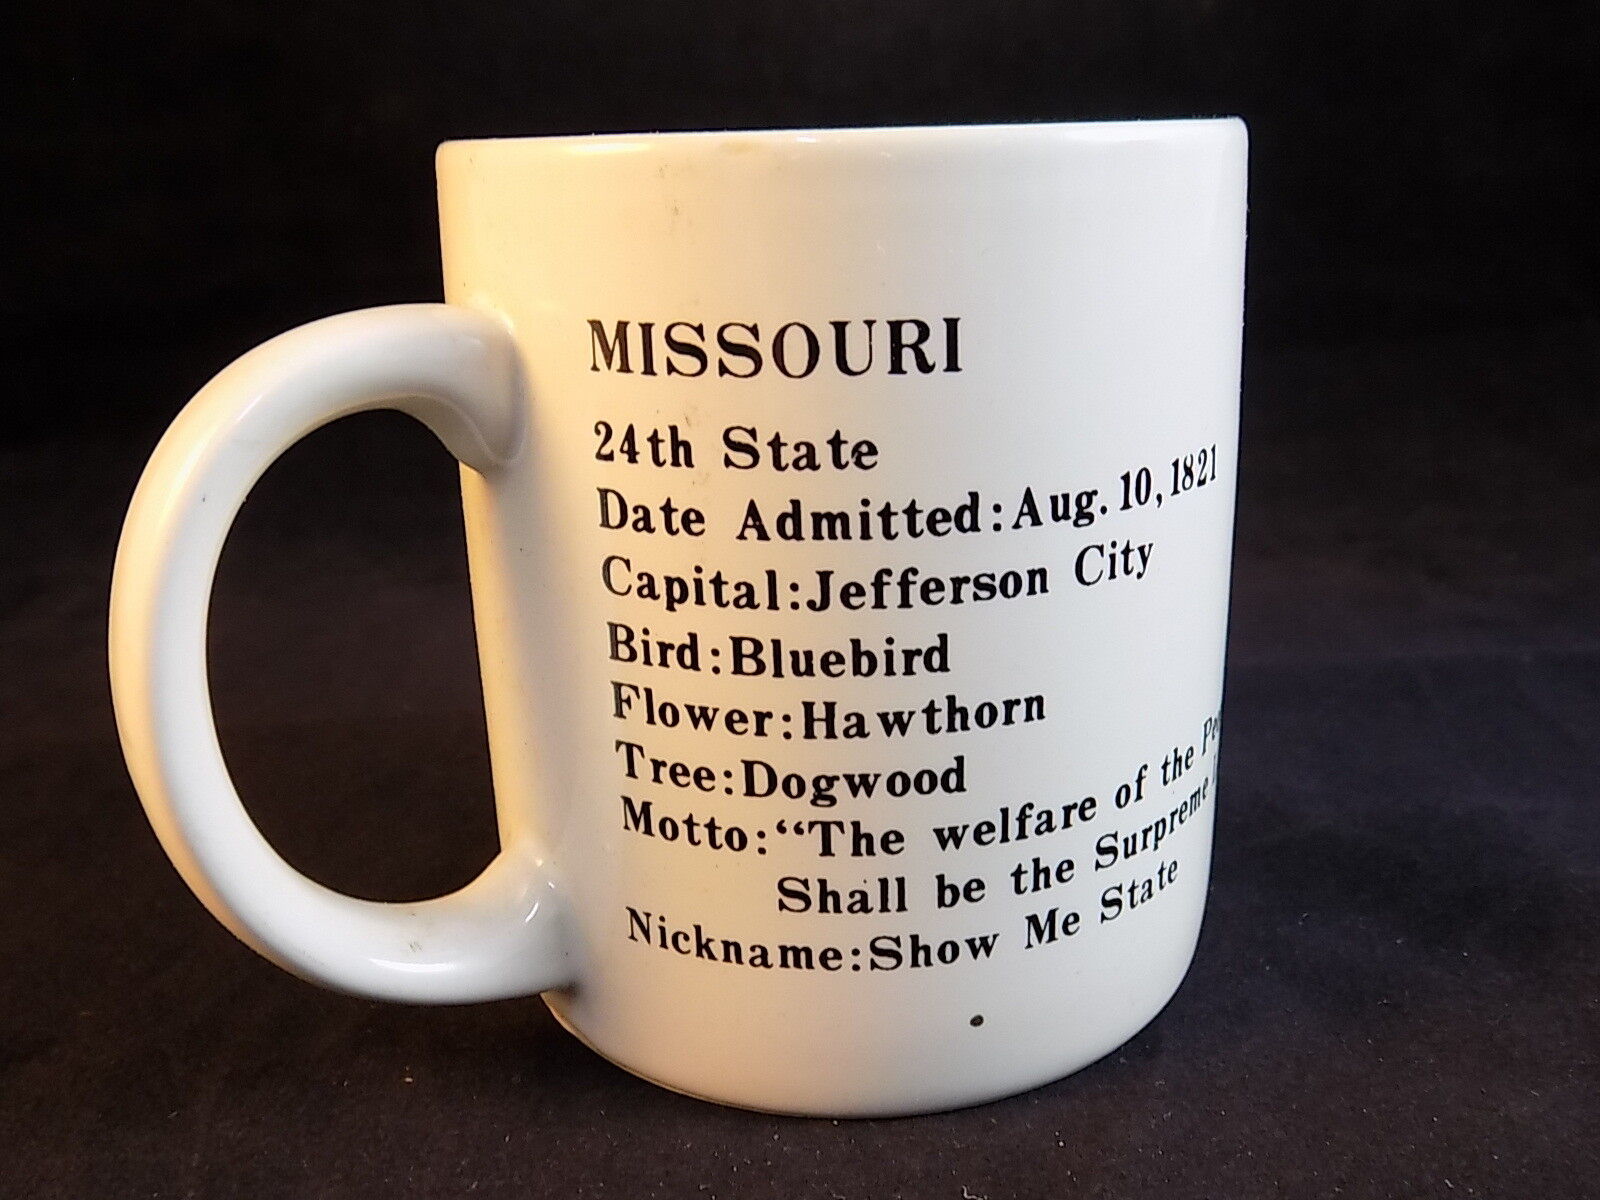 MISSOURI
24th State
Date Admitted:Aug. 10, 1821
Capital:Jefferson City
Bird:Bluebird
Flower:Hawthorn
Tree:Dogwood
Motto:“The welfare of the
Shall be the Surpreme
Nickname:Show Me State